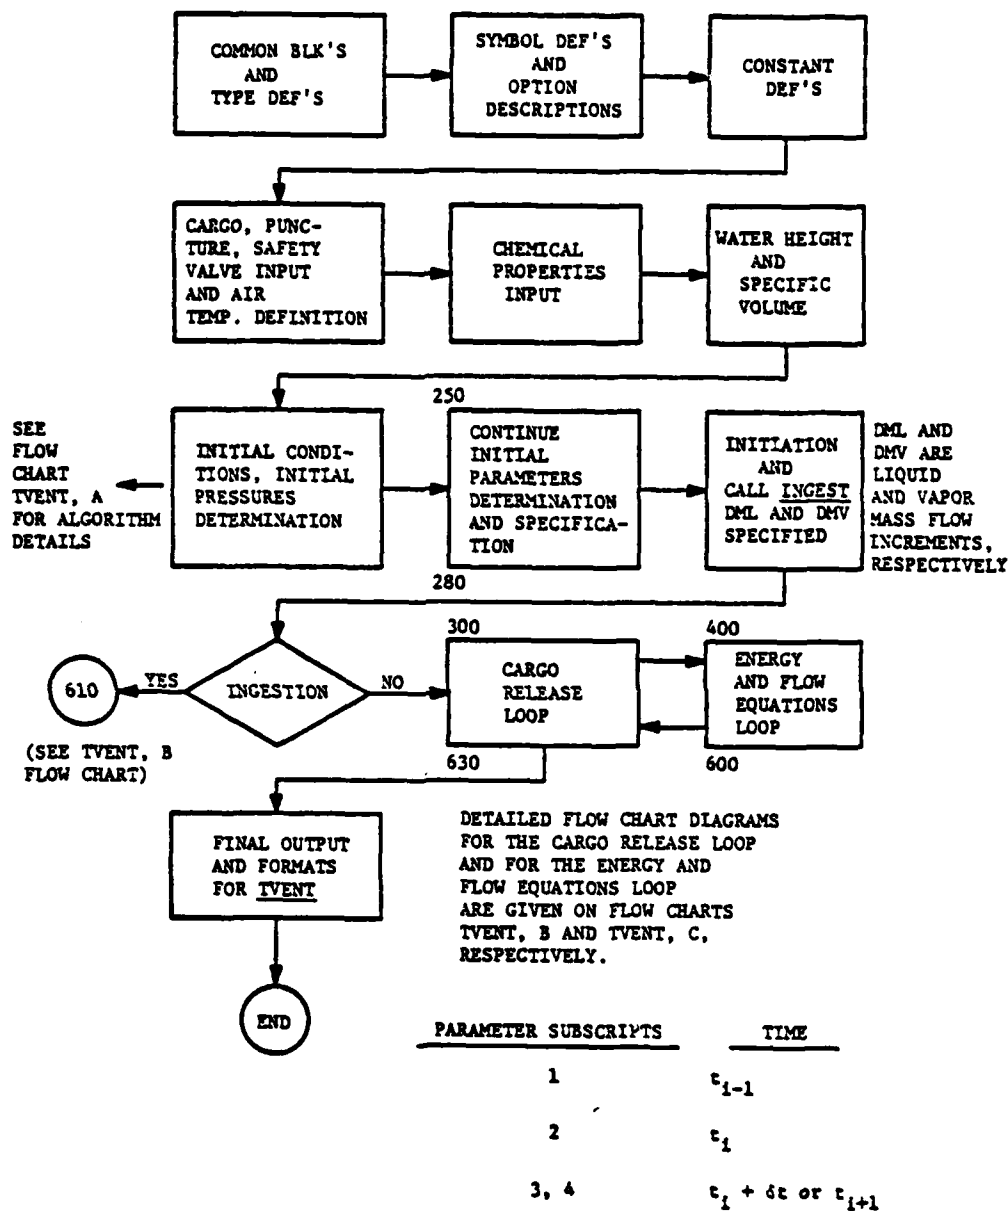 COMMON BLK'S
AND
TYPE DEF'S
SYMBOL DEF'S
AND
OPTION
DESCRIPTIONS
CONSTANT
DEF'S
CARGO, PUNC-
TURE, SAFETY
VALVE INPUT
AND AIR
TEMP. DEFINITION
CHEMICAL
PROPERTIES
INPUT
WATER HEIGHT
AND
SPECIFIC
VOLUME
SEE
FLOW
CHART
TVENT, A
FOR ALGORITHM
DETAILS
INITIAL CONDI-
TIONS, INITIAL
PRESSURES
DETERMINATION
250
CONTINUE
INITIAL
PARAMETERS
DETERMINATION
AND SPECIFICA-
TION
INITIATION
AND
CALL INGEST
DML AND DMV
SPECIFIED
DML AND
DMV ARE
LIQUID
AND VAPOR
MASS FLOW
INCREMENTS,
RESPECTIVELY
280
610
YES
INGESTION
NO
(SEE TVENT, B
FLOW CHART)
300
CARGO
RELEASE
LOOP
630
400
ENERGY
AND FLOW
EQUATIONS
LOOP
600
FINAL OUTPUT
AND FORMATS
FOR TVENT
END
DETAILED FLOW CHART DIAGRAMS
FOR THE CARGO RELEASE LOOP
AND FOR THE ENERGY AND
FLOW EQUATIONS LOOP
ARE GIVEN ON FLOW CHARTS
TVENT, B AND TVENT, C,
RESPECTIVELY.
PARAMETER SUBSCRIPTS TIME
1 t_{i-1}
2 t_i
3, 4 t_i + δt or t_{i+1}